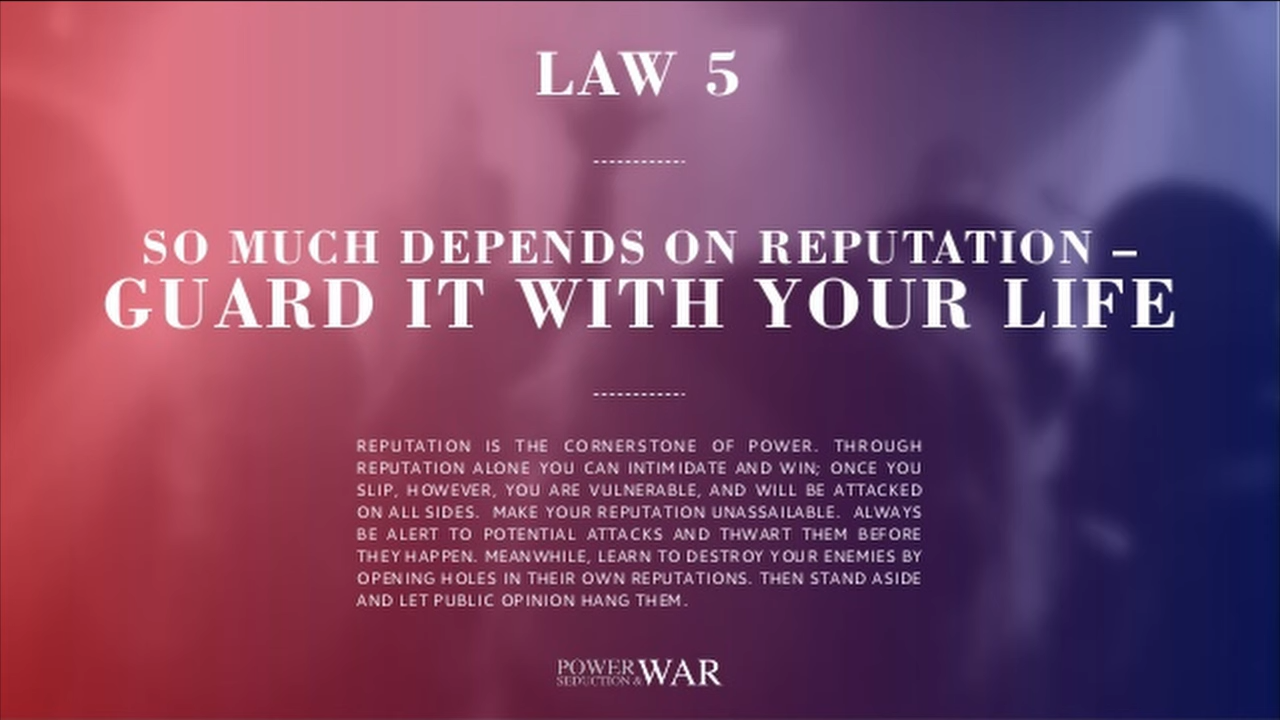 LAW 5
SO MUCH DEPENDS ON REPUTATION –
GUARD IT WITH YOUR LIFE
REPUTATION IS THE CORNERSTONE OF POWER. THROUGH
REPUTATION ALONE YOU CAN INTIMIDATE AND WIN; ONCE YOU
SLIP, HOWEVER, YOU ARE VULNERABLE, AND WILL BE ATTACKED
ON ALL SIDES. MAKE YOUR REPUTATION UNASSAILABLE. ALWAYS
BE ALERT TO POTENTIAL ATTACKS AND THWART THEM BEFORE
THEY HAPPEN. MEANWHILE, LEARN TO DESTROY YOUR ENEMIES BY
OPENING HOLES IN THEIR OWN REPUTATIONS. THEN STAND ASIDE
AND LET PUBLIC OPINION HANG THEM.
POWER
SEDUCTION & WAR